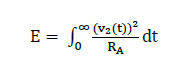 E = ∫₀^∞ (v₂(t))² / R_A dt